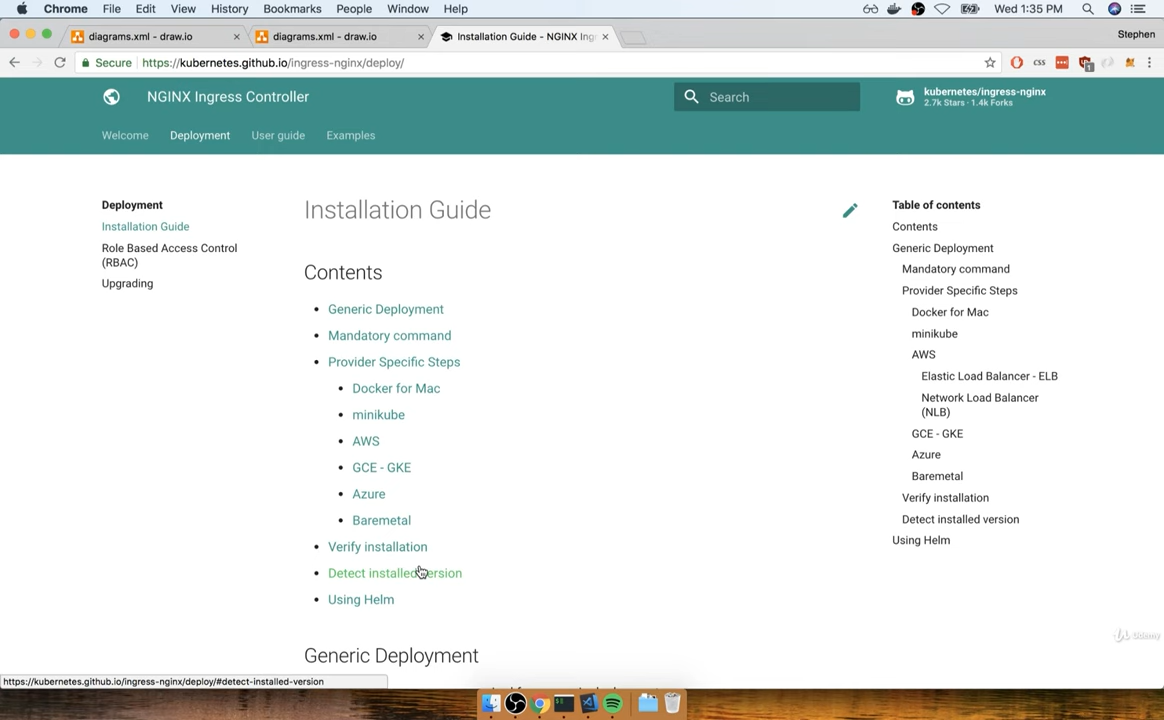 Chrome File Edit View History Bookmarks People Window Help Wed 1:35 PM
diagrams.xml - draw.io
diagrams.xml - draw.io
Installation Guide - NGINX Ing
Stephen
Secure https://kubernetes.github.io/ingress-nginx/deploy/
css
1
NGINX Ingress Controller
Search
kubernetes/ingress-nginx
2.7k Stars · 1.4k Forks
Welcome Deployment User guide Examples
Deployment
Installation Guide
Role Based Access Control
(RBAC)
Upgrading
Installation Guide
Contents
Generic Deployment
Mandatory command
Provider Specific Steps
Docker for Mac
minikube
AWS
GCE - GKE
Azure
Baremetal
Verify installation
Detect installed version
Using Helm
Generic Deployment
Table of contents
Contents
Generic Deployment
Mandatory command
Provider Specific Steps
Docker for Mac
minikube
AWS
Elastic Load Balancer - ELB
Network Load Balancer
(NLB)
GCE - GKE
Azure
Baremetal
Verify installation
Detect installed version
Using Helm
Udemy
https://kubernetes.github.io/ingress-nginx/deploy/#detect-installed-version